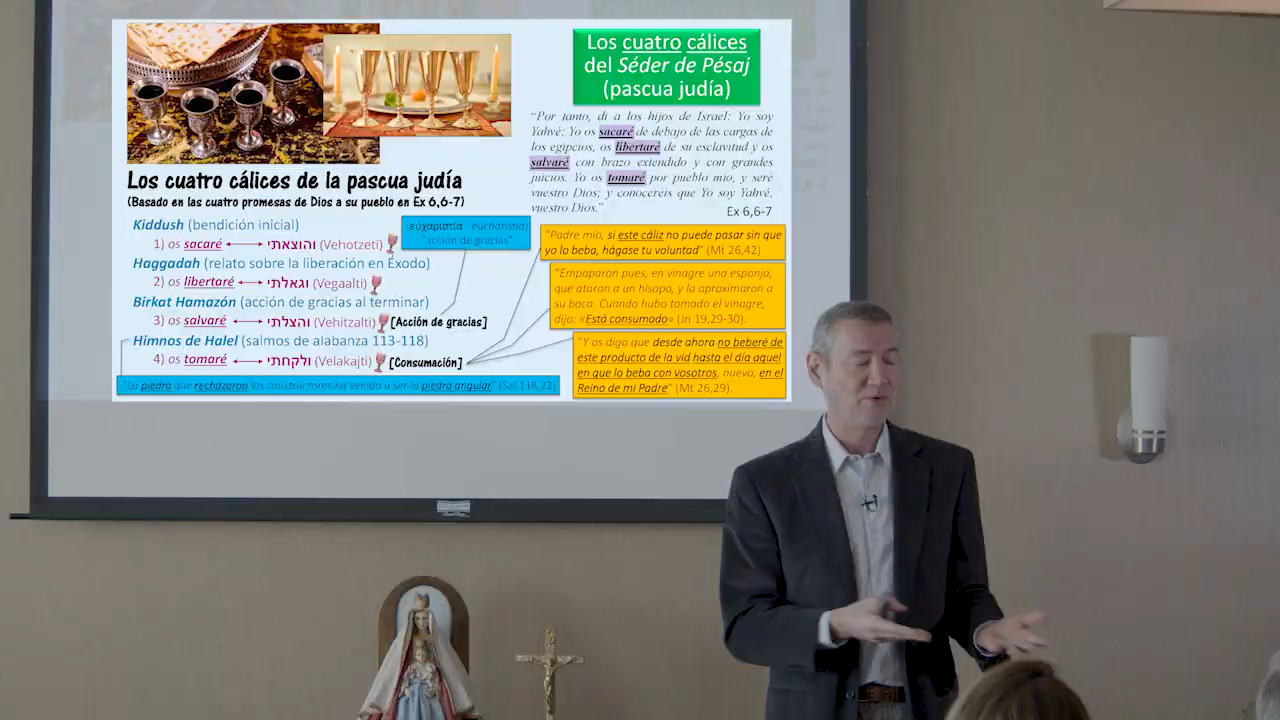 Los cuatro cálices
del Séder de Pésaj
(pascua judía)
“Por tanto, di a los hijos de Israel: Yo soy
Yahvé: Yo os sacaré de debajo de las cargas de
los egipcios, os libertaré de su esclavitud y os
salvaré con brazo extendido y con grandes
juicios. Yo os tomaré por pueblo mio, y seré
vuestro Dios; y conoceréis que Yo soy Yahvé,
vuestro Dios.”
Ex 6,6-7
Los cuatro cálices de la pascua judía
(Basado en las cuatro promesas de Dios a su pueblo en Ex 6,6-7)
Kiddush (bendición inicial)
1) os sacaré והוצאתי (Vehotzeti)
Haggadah (relato sobre la liberación en Éxodo)
2) os libertaré וגאלתי (Vegaalti)
Birkat Hamazón (acción de gracias al terminar)
3) os salvaré והצלתי (Vehitzalti) [Acción de gracias]
Himnos de Halel (salmos de alabanza 113-118)
4) os tomaré ולקחתי (Velakajti) [Consumación]
“La piedra que rechazaron los constructores ha venido a ser la piedra angular” (Sal 118,22)
(εὐχαριστία - eucharistia)
“acción de gracias”
“Padre mio, si este cáliz no puede pasar sin que
yo lo beba, hágase tu voluntad” (Mt 26,42)
“Empaparon pues, en vinagre una esponja,
que ataron a un hisopo, y la aproximaron a
su boca. Cuando hubo tomado el vinagre,
dijo: «Está consumado» (Jn 19,29-30).
“Y os digo que desde ahora no beberé de
este producto de la vid hasta el día aquel
en que lo beba con vosotros, nuevo, en el
Reino de mi Padre” (Mt 26,29).